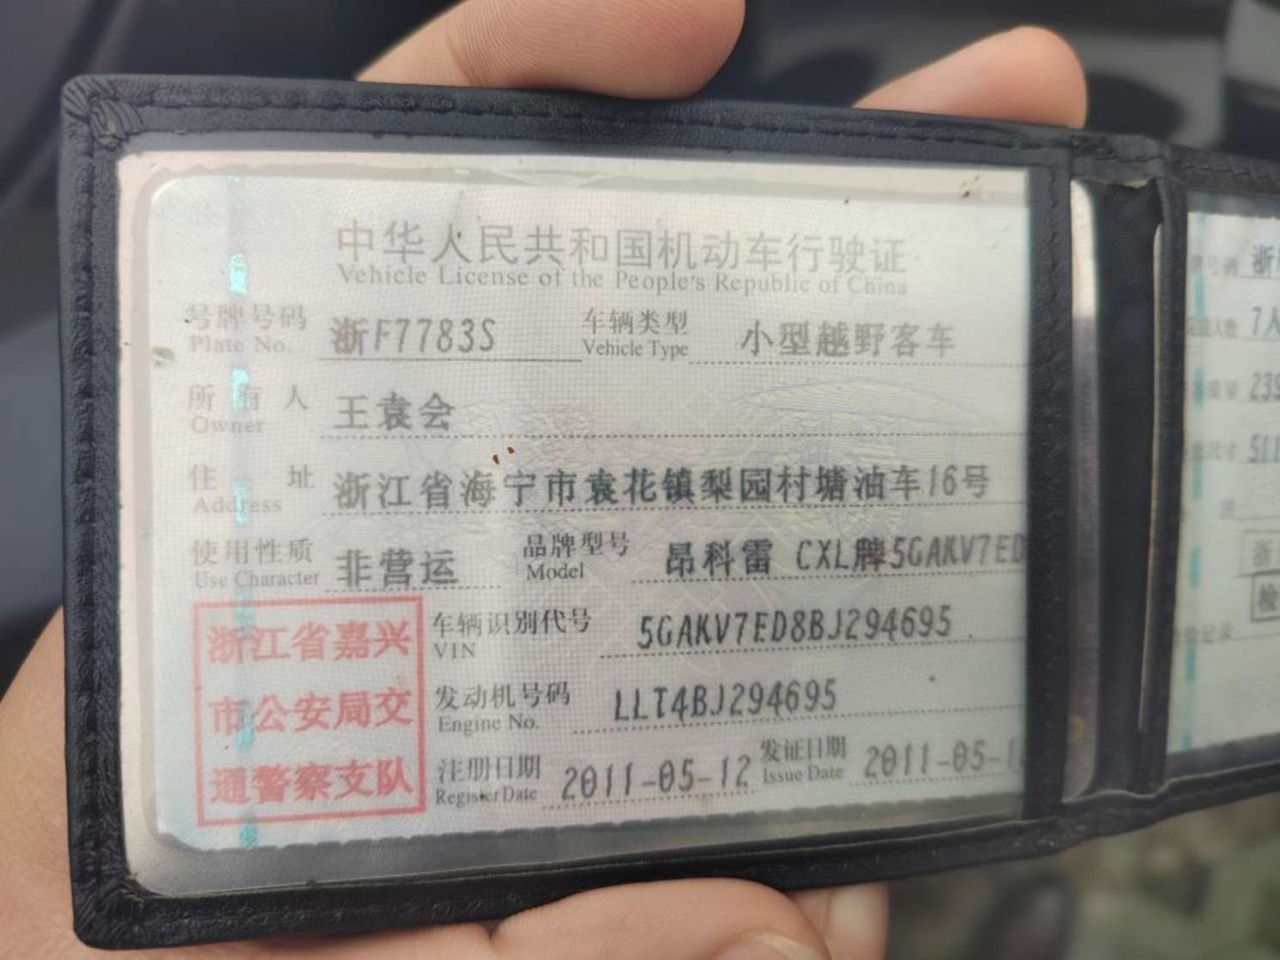 中华人民共和国机动车行驶证
Vehicle License of the People's Republic of China
号牌号码 浙F7783S 车辆类型 小型越野客车
Plate No. Vehicle Type
所有人 王袁会
Owner
住址 浙江省海宁市袁花镇梨园村塘油车16号
Address
使用性质 非营运 品牌型号 昂科雷 CXL牌5GAKV7ED
Use Character Model
浙江省嘉兴
市公安局交
通警察支队
车辆识别代号 5GAKV7ED8BJ294695
VIN
发动机号码 LLT4BJ294695
Engine No.
注册日期 2011-05-12 发证日期 2011-05-1
Register Date Issue Date
浙
7人
239
511
浙
检